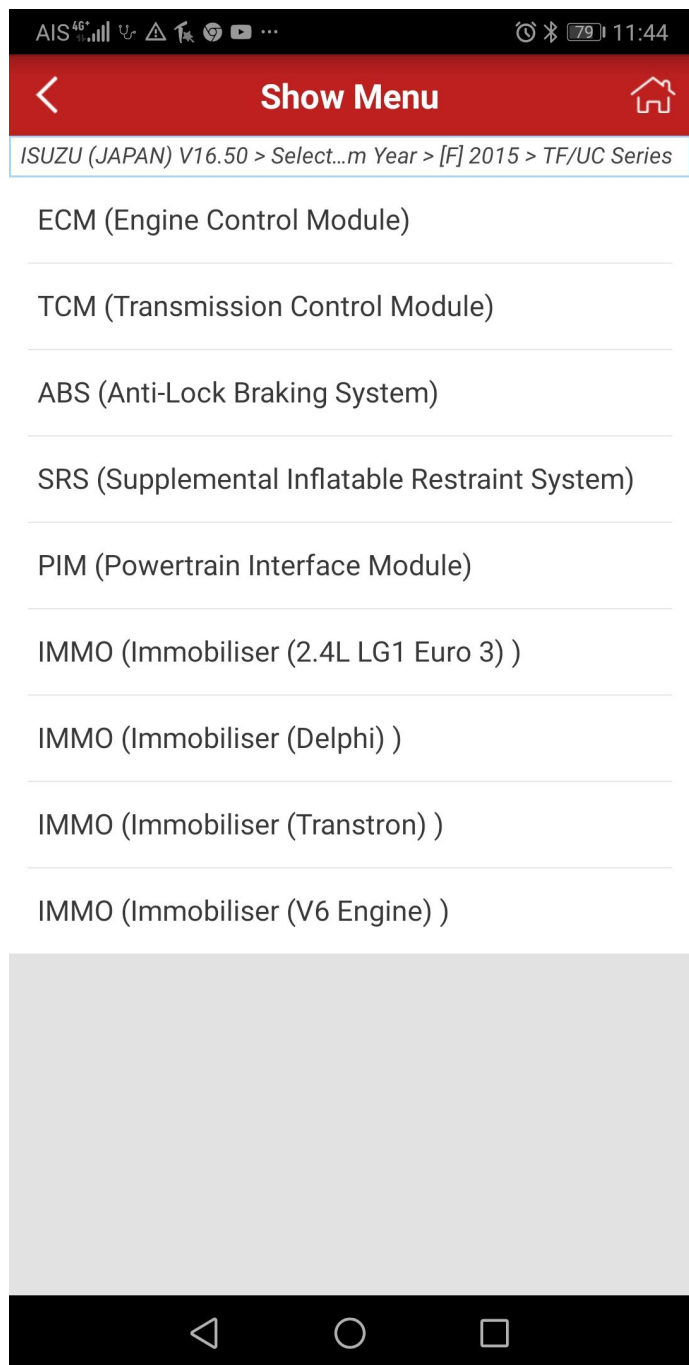 AIS 4G+ 79 11:44
Show Menu
ISUZU (JAPAN) V16.50 > Select...m Year > [F] 2015 > TF/UC Series
ECM (Engine Control Module)
TCM (Transmission Control Module)
ABS (Anti-Lock Braking System)
SRS (Supplemental Inflatable Restraint System)
PIM (Powertrain Interface Module)
IMMO (Immobiliser (2.4L LG1 Euro 3) )
IMMO (Immobiliser (Delphi) )
IMMO (Immobiliser (Transtron) )
IMMO (Immobiliser (V6 Engine) )